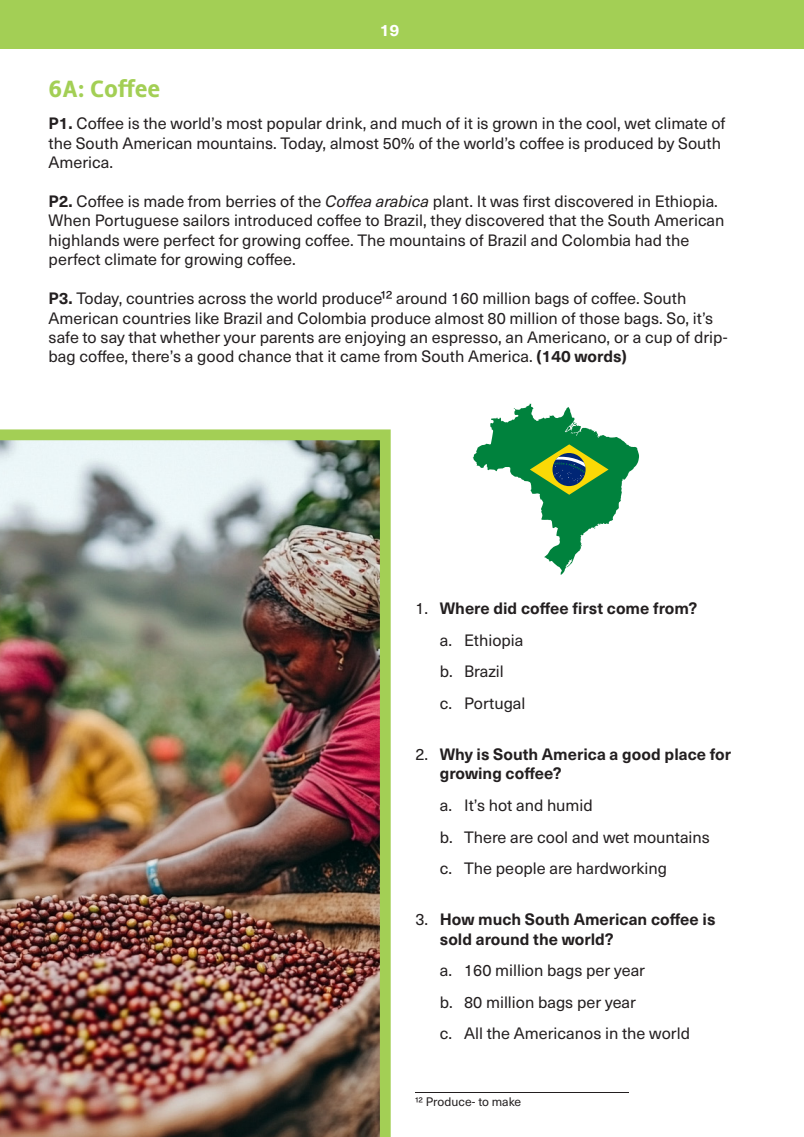 19
6A: Coffee
P1. Coffee is the world's most popular drink, and much of it is grown in the cool, wet climate of
the South American mountains. Today, almost 50% of the world's coffee is produced by South
America.
P2. Coffee is made from berries of the Coffea arabica plant. It was first discovered in Ethiopia.
When Portuguese sailors introduced coffee to Brazil, they discovered that the South American
highlands were perfect for growing coffee. The mountains of Brazil and Colombia had the
perfect climate for growing coffee.
P3. Today, countries across the world produce¹² around 160 million bags of coffee. South
American countries like Brazil and Colombia produce almost 80 million of those bags. So, it's
safe to say that whether your parents are enjoying an espresso, an Americano, or a cup of drip-
bag coffee, there's a good chance that it came from South America. (140 words)
1. Where did coffee first come from?
a. Ethiopia
b. Brazil
c. Portugal
2. Why is South America a good place for
growing coffee?
a. It's hot and humid
b. There are cool and wet mountains
c. The people are hardworking
3. How much South American coffee is
sold around the world?
a. 160 million bags per year
b. 80 million bags per year
c. All the Americanos in the world
¹² Produce- to make